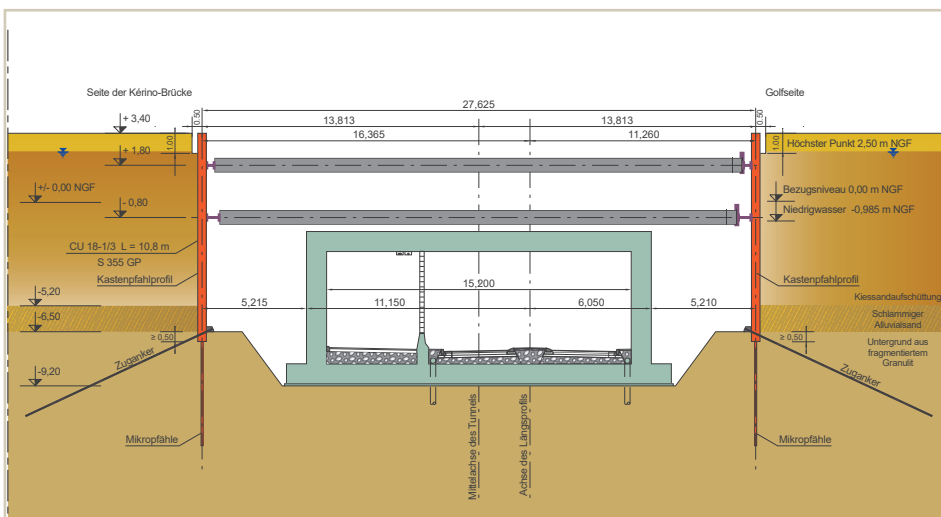 Seite der Kérino-Brücke
Golfseite
27,625
0,50
0,50
+ 3,40
13,813
13,813
16,365
11,260
1,00
1,00
Höchster Punkt 2,50 m NGF
+ 1,80
+/- 0,00 NGF
Bezugsniveau 0,00 m NGF
- 0,80
Niedrigwasser -0,985 m NGF
CU 18-1/3 L = 10,8 m
S 355 GP
Kastenpfahlprofil
Kastenpfahlprofil
-5,20
15,200
Kiessandaufschüttung
5,215
11,150
6,050
5,210
-6,50
Schlammiger
Alluvialsand
≥ 0,50
≥ 0,50
Untergrund aus
fragmentiertem
Granulit
Zuganker
Zuganker
-9,20
Mittelachse des Tunnels
Achse des Längsprofils
Mikropfähle
Mikropfähle